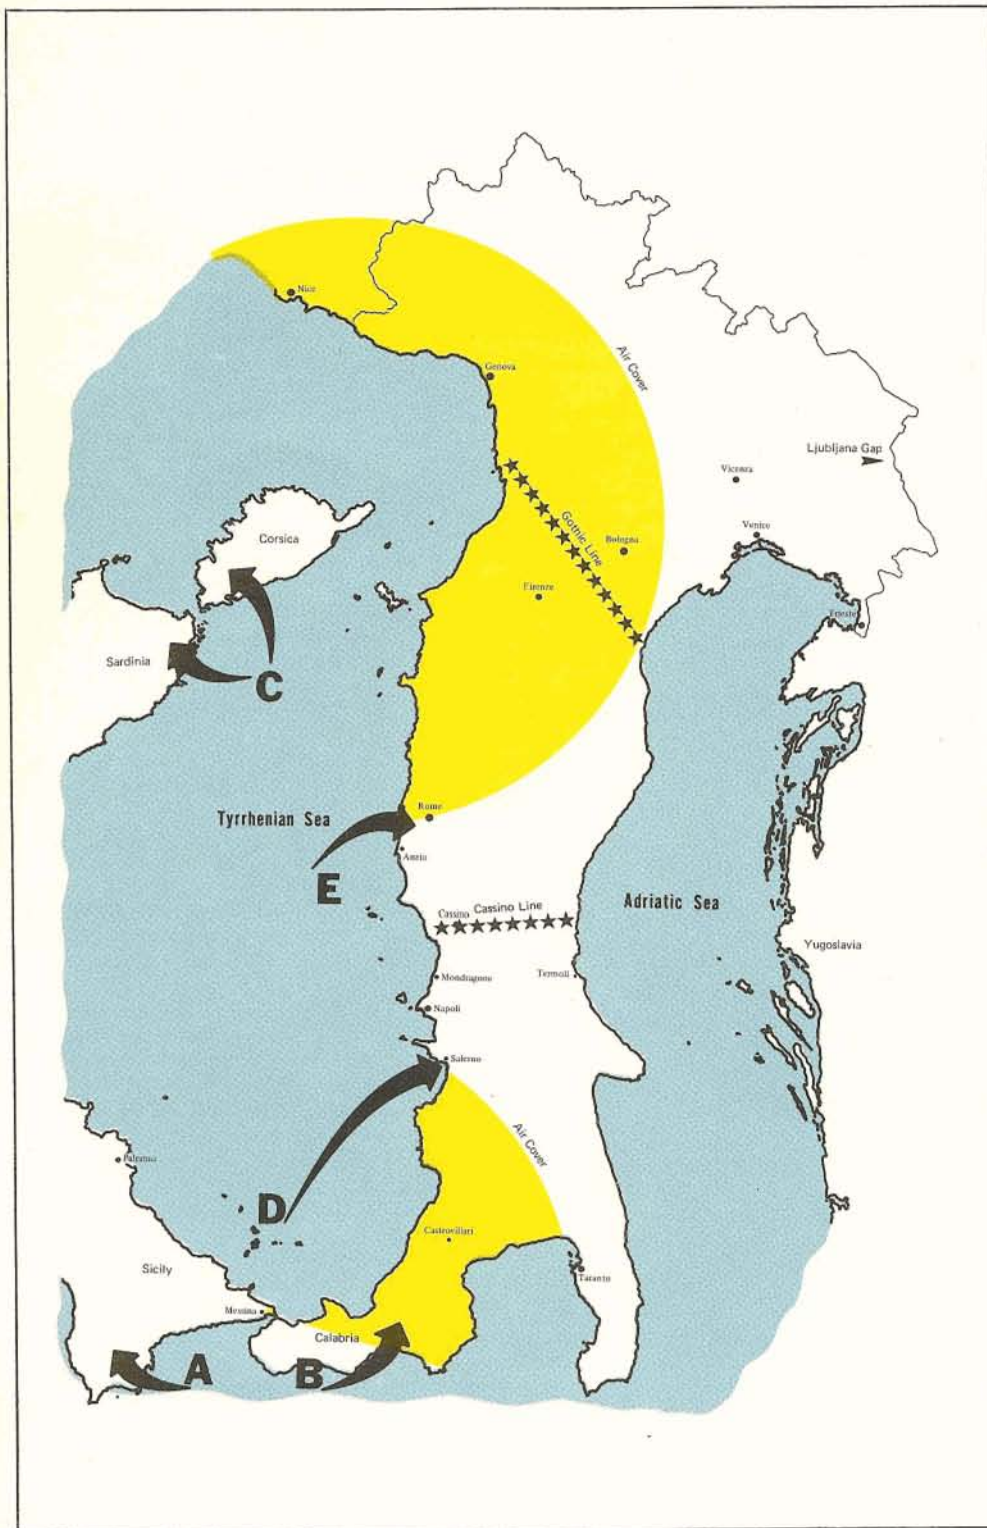 Nice
Air Cover
Genova
Ljubljana Gap
Vicenza
Gothic Line
Venice
Corsica
Bologna
Firenze
Trieste
Sardinia
C
Rome
Tyrrhenian Sea
Anzio
E
Adriatic Sea
Cassino
Cassino Line
Yugoslavia
Mondragone
Termoli
Napoli
Salerno
Air Cover
Palermo
D
Castrovillari
Sicily
Taranto
Messina
Calabria
A
B